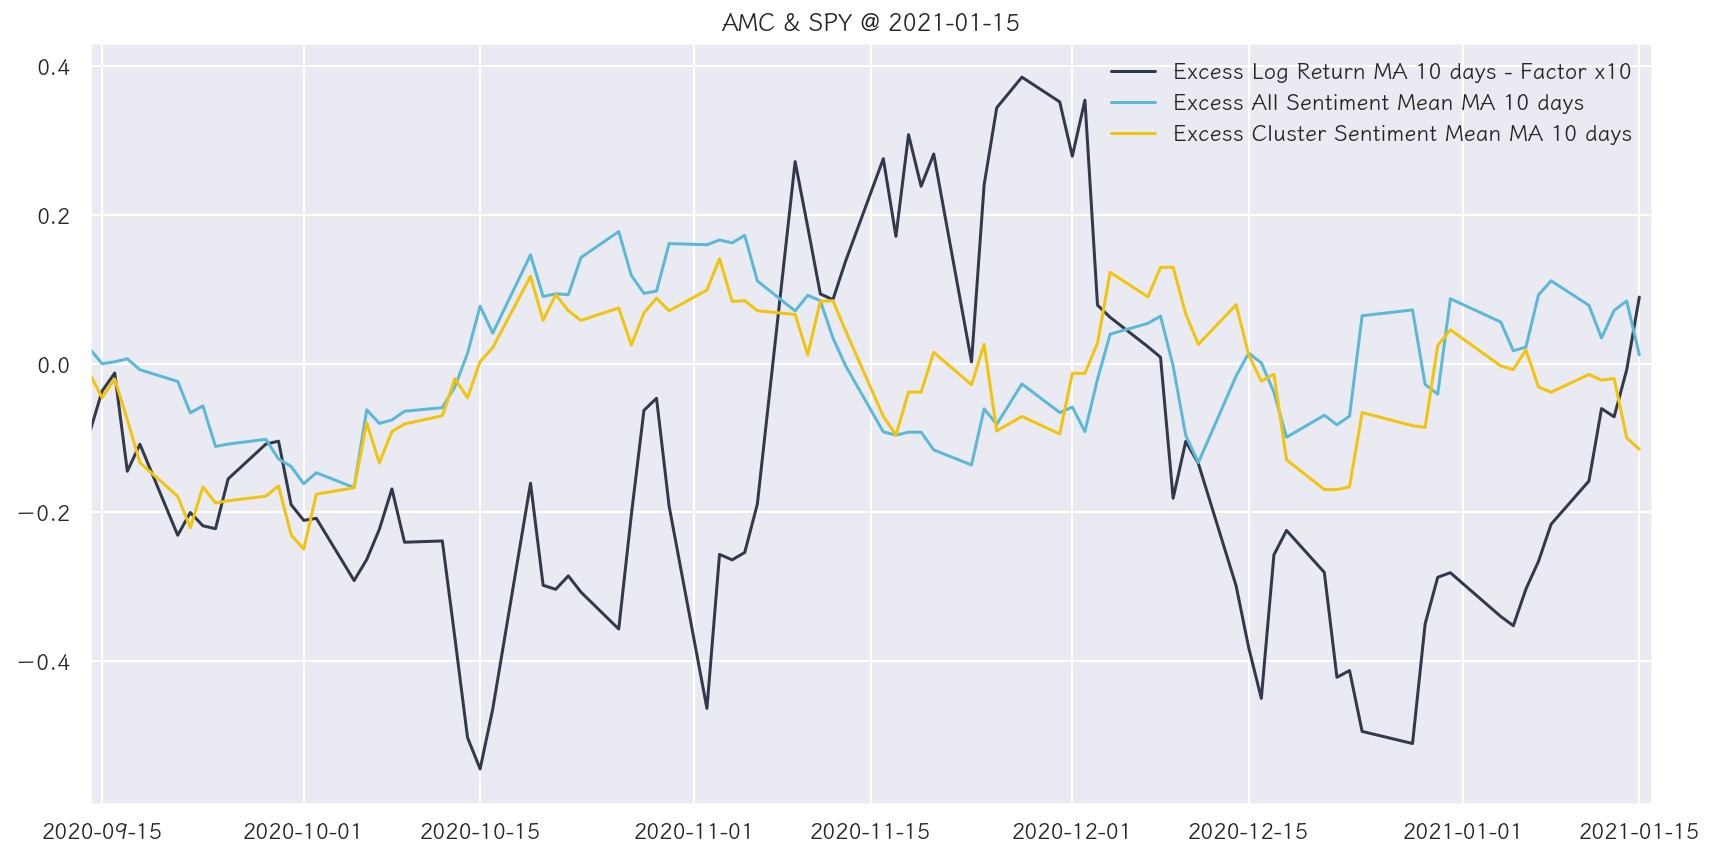 AMC & SPY @ 2021-01-15
Excess Log Return MA 10 days - Factor x10
Excess All Sentiment Mean MA 10 days
Excess Cluster Sentiment Mean MA 10 days
0.4
0.2
0.0
−0.2
−0.4
2020-09-15 2020-10-01 2020-10-15 2020-11-01 2020-11-15 2020-12-01 2020-12-15 2021-01-01 2021-01-15